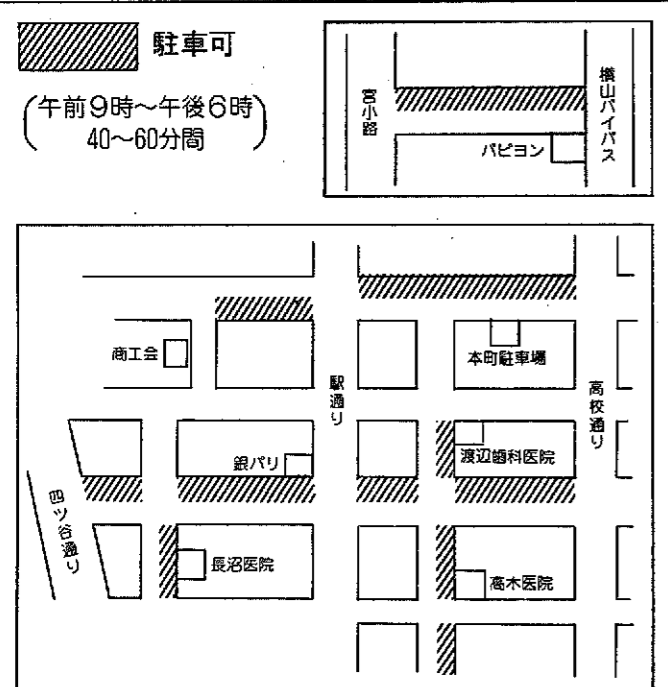 駐車可
(午前9時~午後6時
40~60分間)
宮小路
横山バイパス
パピヨン
商工会
本町駐車場
駅通り
高校通り
銀パリ
渡辺歯科医院
四ツ谷通り
長沼医院
高木医院